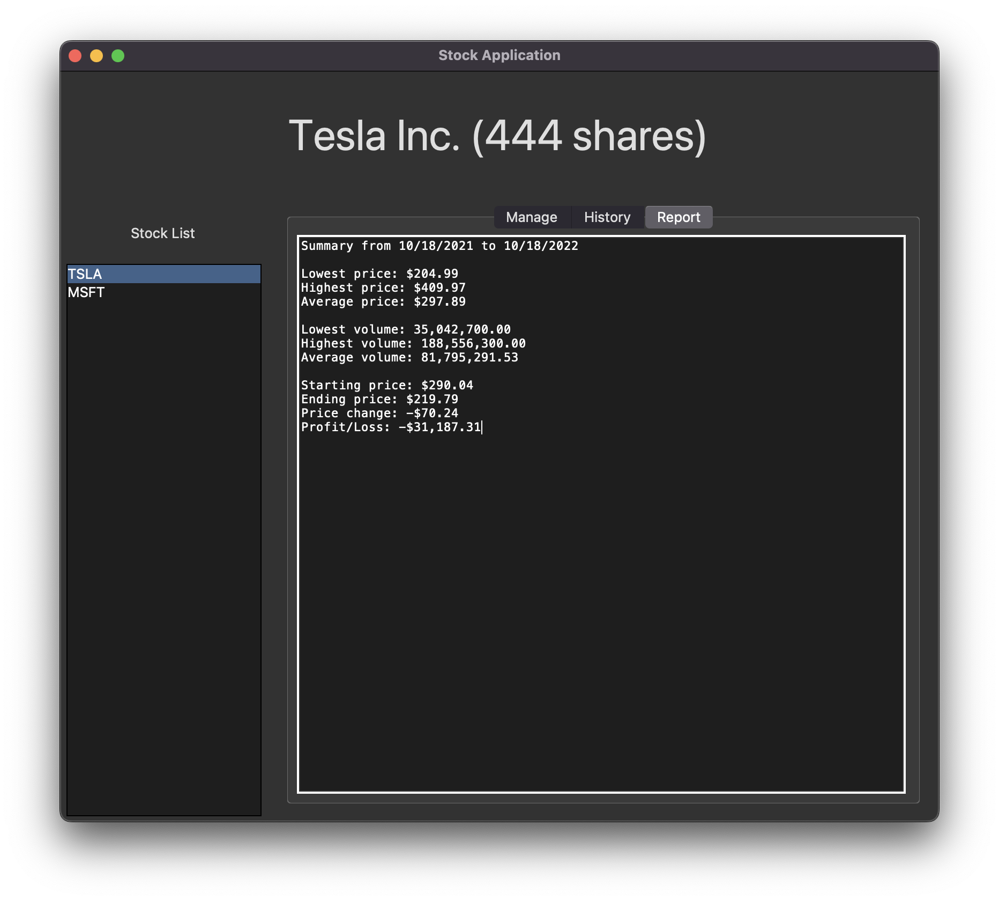 Stock Application
Tesla Inc. (444 shares)
Stock List
TSLA
MSFT
Manage History Report
Summary from 10/18/2021 to 10/18/2022
Lowest price: $204.99
Highest price: $409.97
Average price: $297.89
Lowest volume: 35,042,700.00
Highest volume: 188,556,300.00
Average volume: 81,795,291.53
Starting price: $290.04
Ending price: $219.79
Price change: -$70.24
Profit/Loss: -$31,187.31